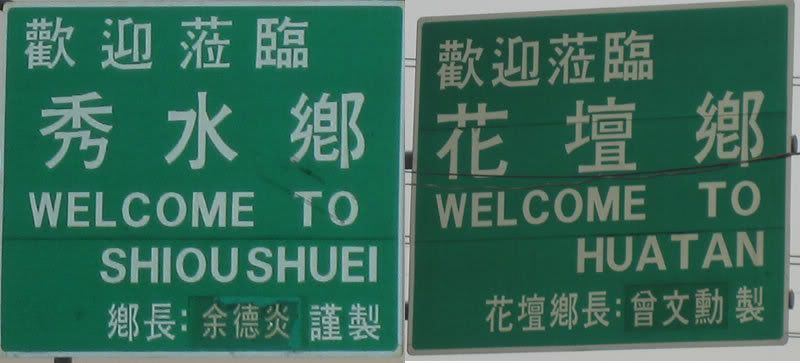 歡迎蒞臨
秀水鄉
WELCOME TO
SHIOUSHUEI
鄉長:余德炎 謹製
歡迎蒞臨
花壇鄉
WELCOME TO
HUATAN
花壇鄉長:曾文勳 製